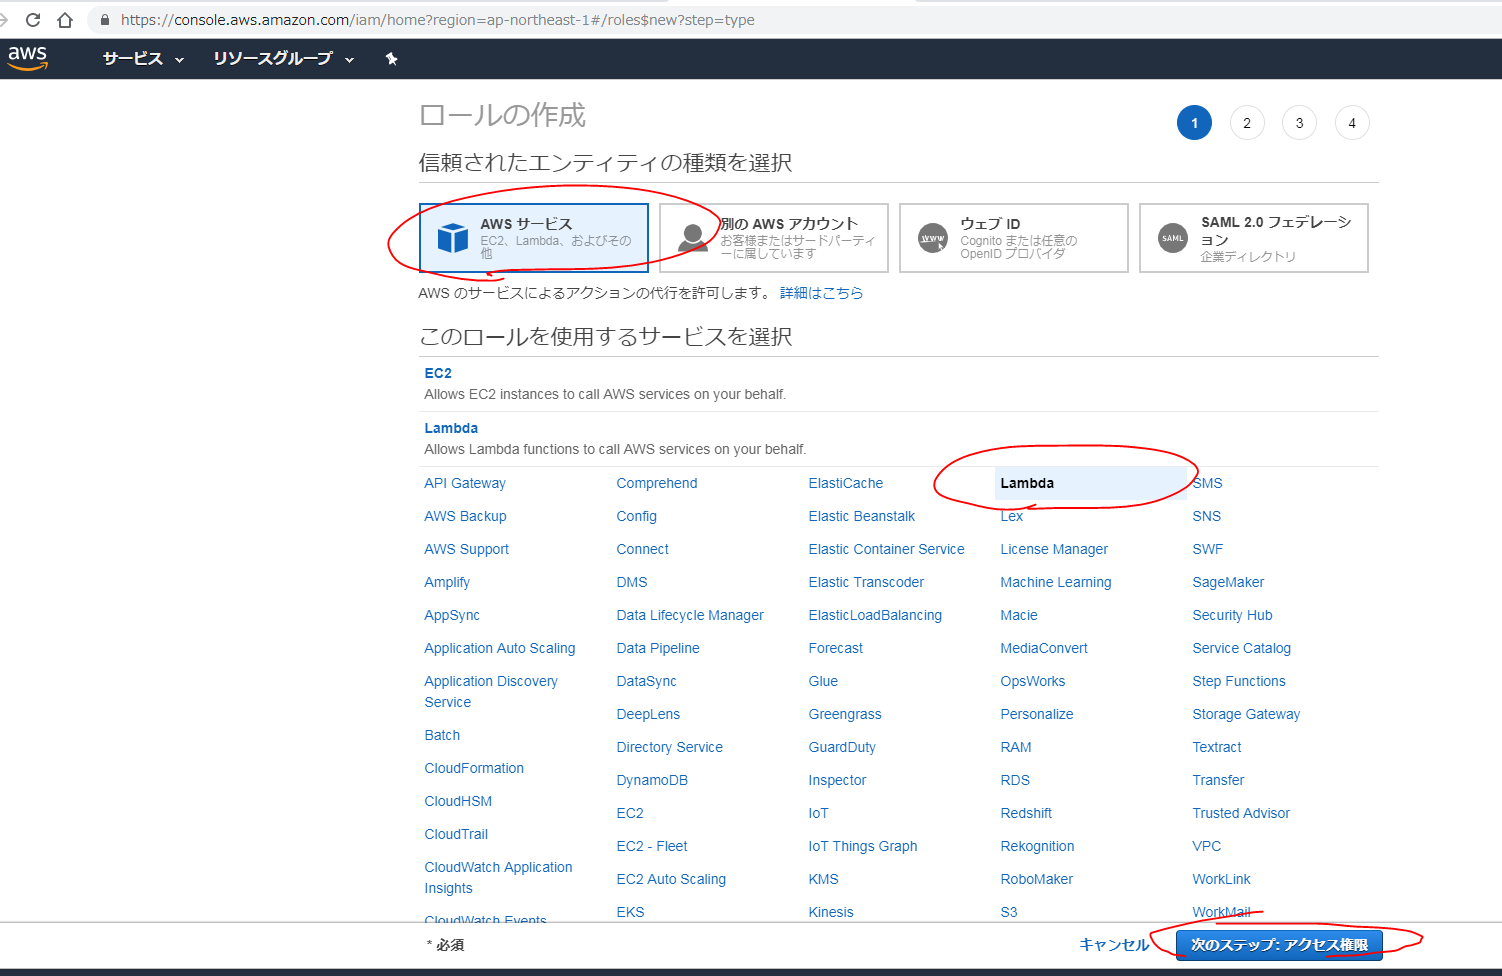 https://console.aws.amazon.com/iam/home?region=ap-northeast-1#/roles$new?step=type
aws サービス リソースグループ
ロールの作成
1 2 3 4
信頼されたエンティティの種類を選択
AWS サービス
EC2、Lambda、およびその
他
別の AWS アカウント
お客様またはサードパーティ
ーに属しています
ウェブ ID
Cognito または任意の
OpenID プロバイダ
WWW
SAML
SAML 2.0 フェデレーシ
ョン
企業ディレクトリ
AWS のサービスによるアクションの代行を許可します。 詳細はこちら
このロールを使用するサービスを選択
EC2
Allows EC2 instances to call AWS services on your behalf.
Lambda
Allows Lambda functions to call AWS services on your behalf.
API Gateway Comprehend ElastiCache Lambda SMS
AWS Backup Config Elastic Beanstalk Lex SNS
AWS Support Connect Elastic Container Service License Manager SWF
Amplify DMS Elastic Transcoder Machine Learning SageMaker
AppSync Data Lifecycle Manager ElasticLoadBalancing Macie Security Hub
Application Auto Scaling Data Pipeline Forecast MediaConvert Service Catalog
Application Discovery DataSync Glue OpsWorks Step Functions
Service
DeepLens Greengrass Personalize Storage Gateway
Batch Directory Service GuardDuty RAM Textract
CloudFormation DynamoDB Inspector RDS Transfer
CloudHSM EC2 IoT Redshift Trusted Advisor
CloudTrail EC2 - Fleet IoT Things Graph Rekognition VPC
CloudWatch Application EC2 Auto Scaling KMS RoboMaker WorkLink
Insights
CloudWatch Events EKS Kinesis S3 WorkMail
* 必須 キャンセル 次のステップ: アクセス権限